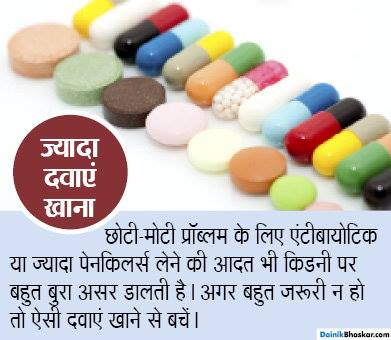 ज्यादा
दवाएं
खाना
छोटी-मोटी प्रॉब्लम के लिए एंटीबायोटिक
या ज्यादा पेनकिलर्स लेने की आदत भी किडनी पर
बहुत बुरा असर डालती है। अगर बहुत जरूरी न हो
तो ऐसी दवाएं खाने से बचें।
DainikBhaskar.com